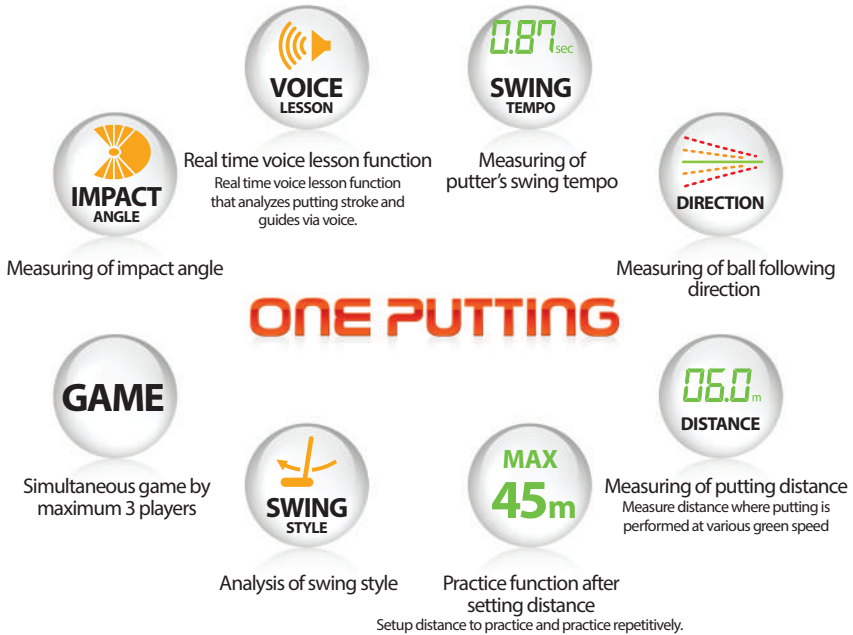 VOICE
LESSON
Real time voice lesson function
Real time voice lesson function
that analyzes putting stroke and
guides via voice.
0.87 sec
SWING
TEMPO
Measuring of
putter's swing tempo
IMPACT
ANGLE
Measuring of impact angle
DIRECTION
Measuring of ball following
direction
ONE PUTTING
GAME
Simultaneous game by
maximum 3 players
SWING
STYLE
Analysis of swing style
MAX
45m
Practice function after
setting distance
Setup distance to practice and practice repetitively.
06.0 m
DISTANCE
Measuring of putting distance
Measure distance where putting is
performed at various green speed